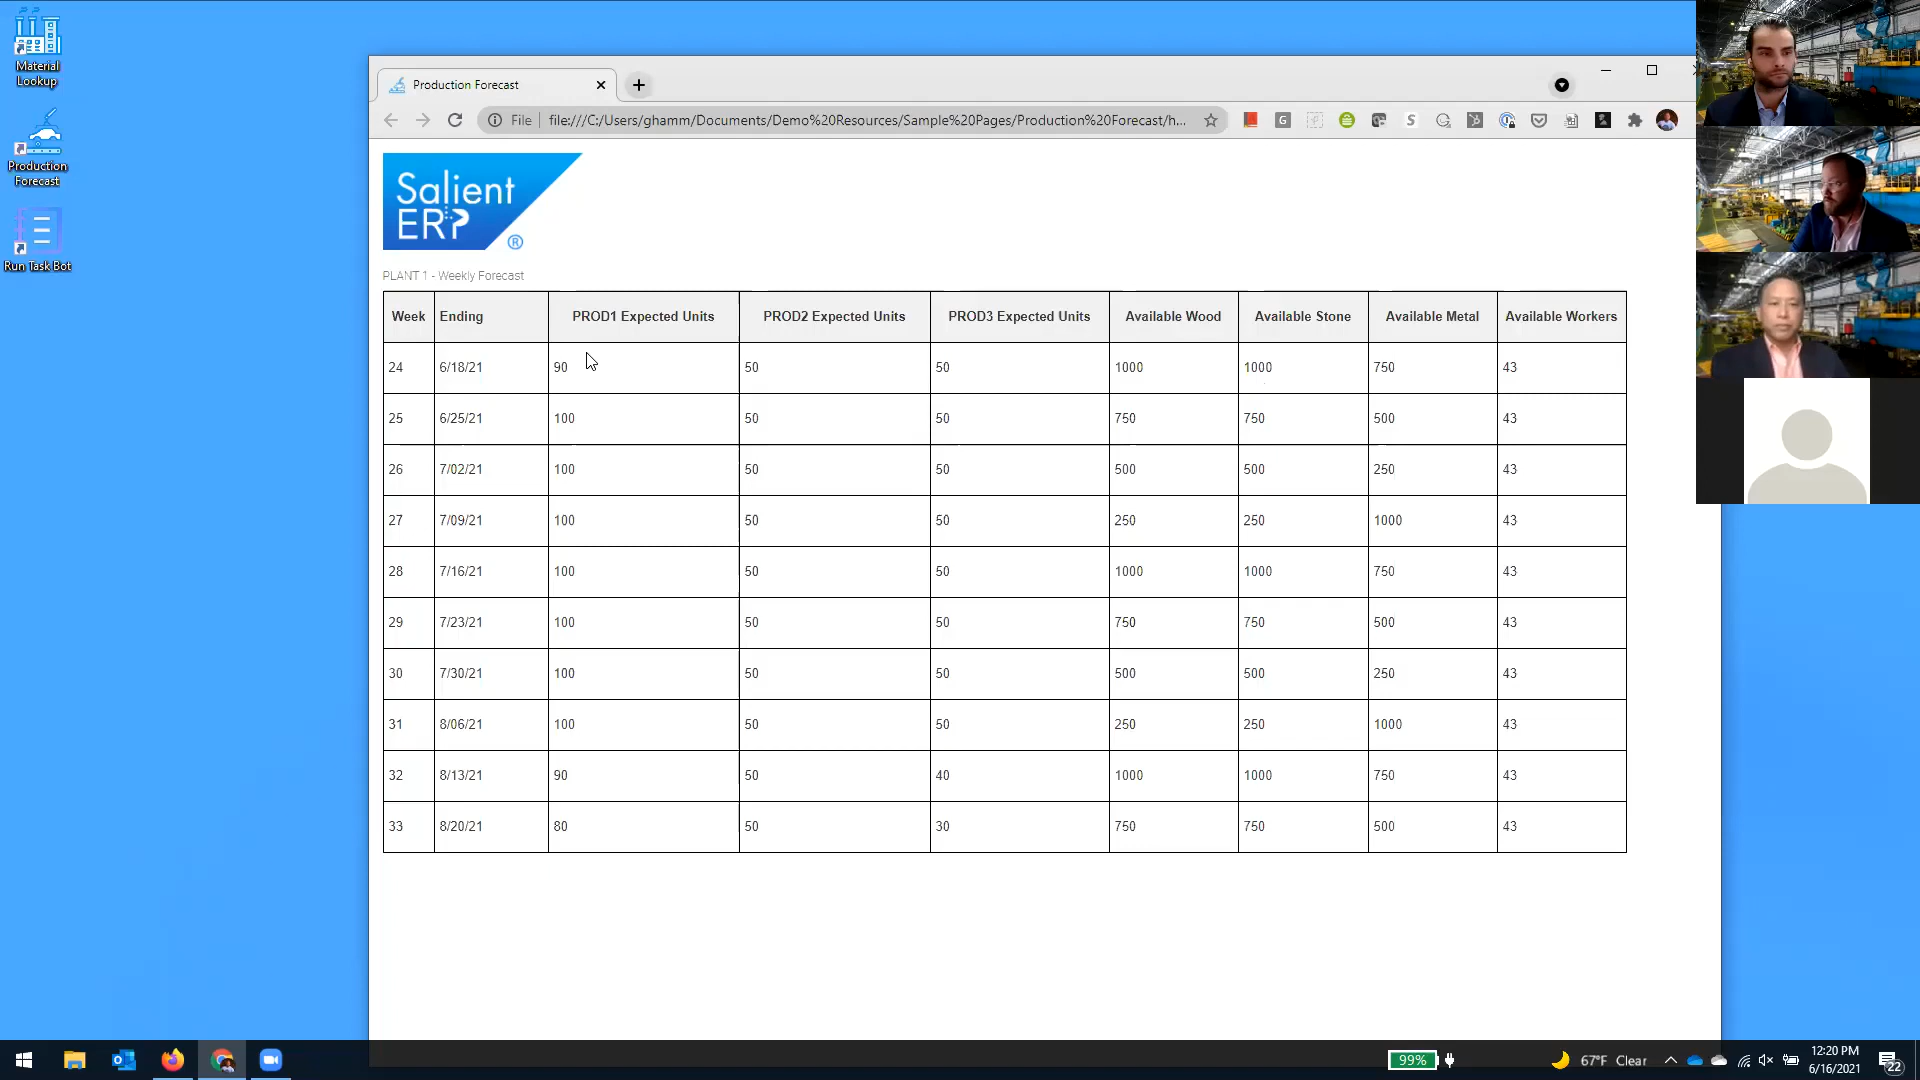 Material
Lookup
Production
Forecast
Run Task Bot
Production Forecast
File
file:///C:/Users/ghamm/Documents/Demo%20Resources/Sample%20Pages/Production%20Forecast/h...
Salient
ERP
®
PLANT 1 - Weekly Forecast
Week Ending PROD1 Expected Units PROD2 Expected Units PROD3 Expected Units Available Wood Available Stone Available Metal Available Workers
24 6/18/21 90 50 50 1000 1000 750 43
25 6/25/21 100 50 50 750 750 500 43
26 7/02/21 100 50 50 500 500 250 43
27 7/09/21 100 50 50 250 250 1000 43
28 7/16/21 100 50 50 1000 1000 750 43
29 7/23/21 100 50 50 750 750 500 43
30 7/30/21 100 50 50 500 500 250 43
31 8/06/21 100 50 50 250 250 1000 43
32 8/13/21 90 50 40 1000 1000 750 43
33 8/20/21 80 50 30 750 750 500 43
99%
67°F Clear
12:20 PM
6/16/2021
22